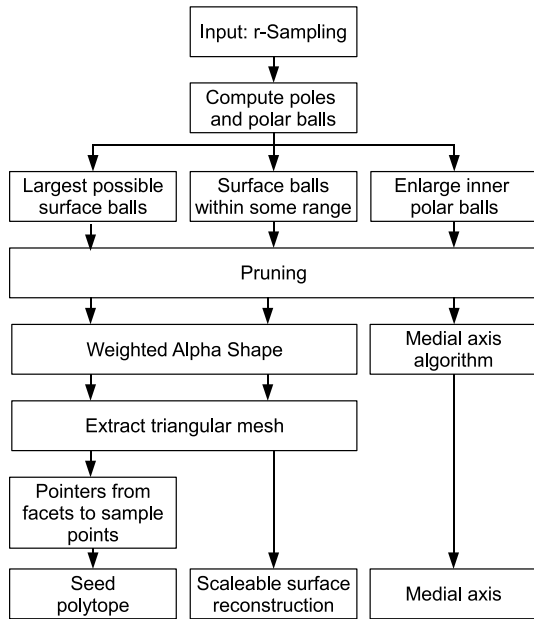 Input: r-Sampling
Compute poles
and polar balls
Largest possible
surface balls
Surface balls
within some range
Enlarge inner
polar balls
Pruning
Weighted Alpha Shape
Medial axis
algorithm
Extract triangular mesh
Pointers from
facets to sample
points
Seed
polytope
Scaleable surface
reconstruction
Medial axis